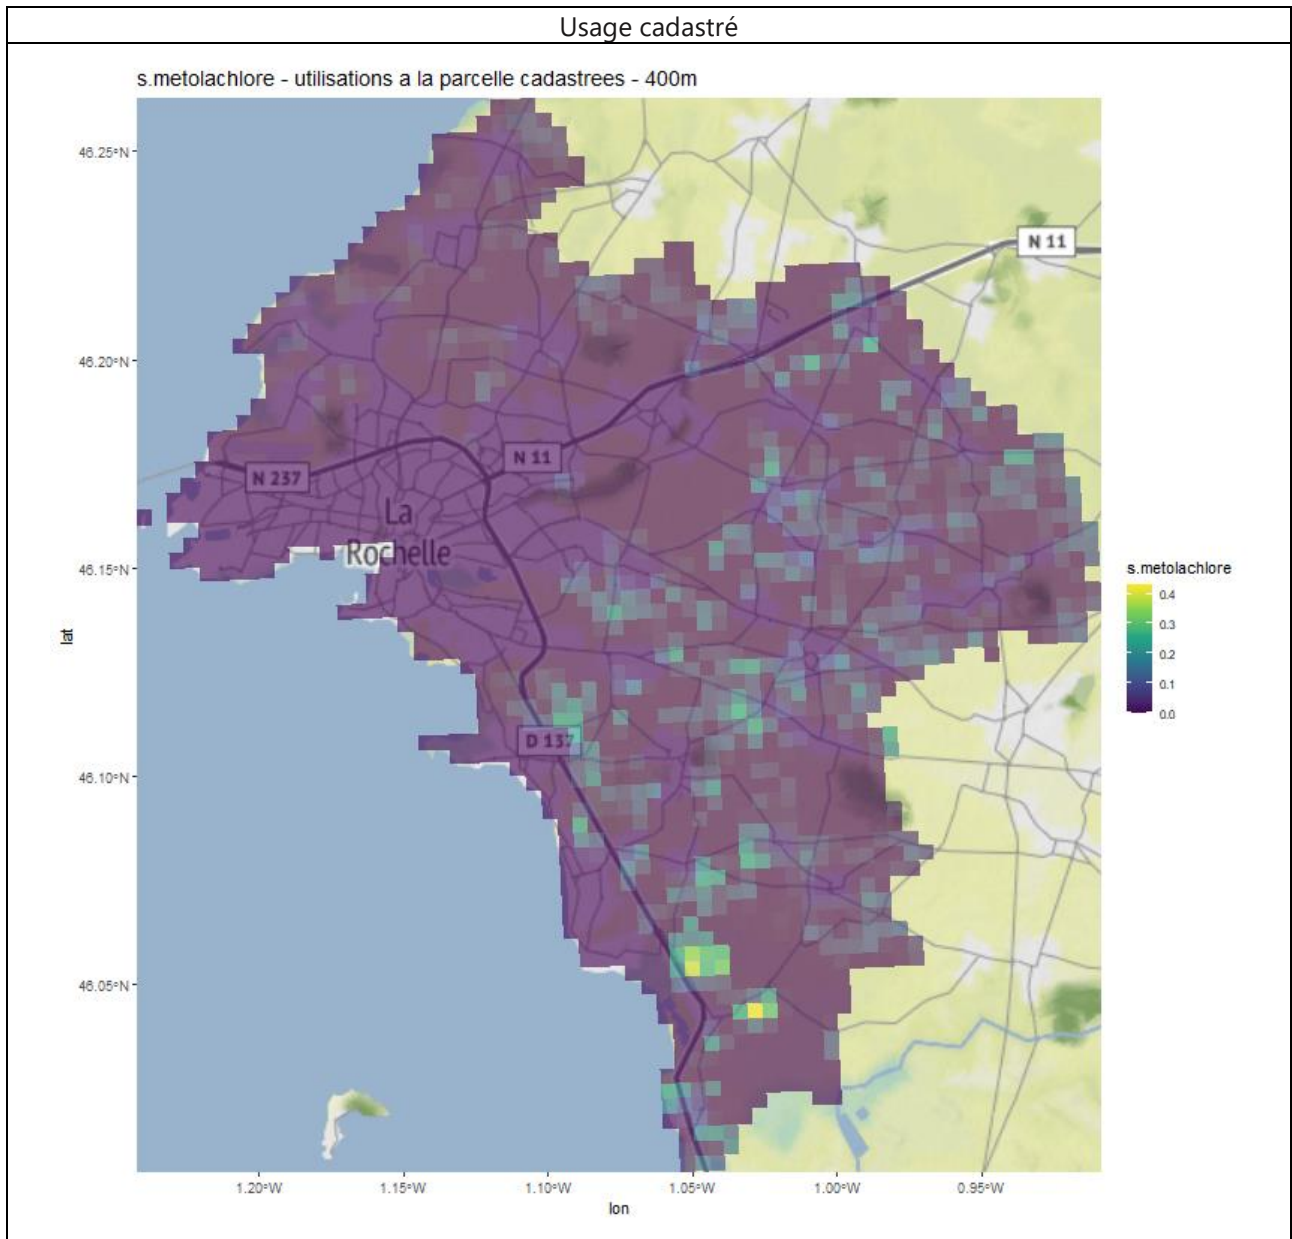 Usage cadastré
s.metolachlore - utilisations a la parcelle cadastrees - 400m
46.25°N
N 11
46.20°N
N 11
N 237
La
Rochelle
46.15°N
s.metolachlore
0.4
0.3
0.2
0.1
0.0
lat
D 137
46.10°N
46.05°N
1.20°W 1.15°W 1.10°W 1.05°W 1.00°W 0.95°W
lon